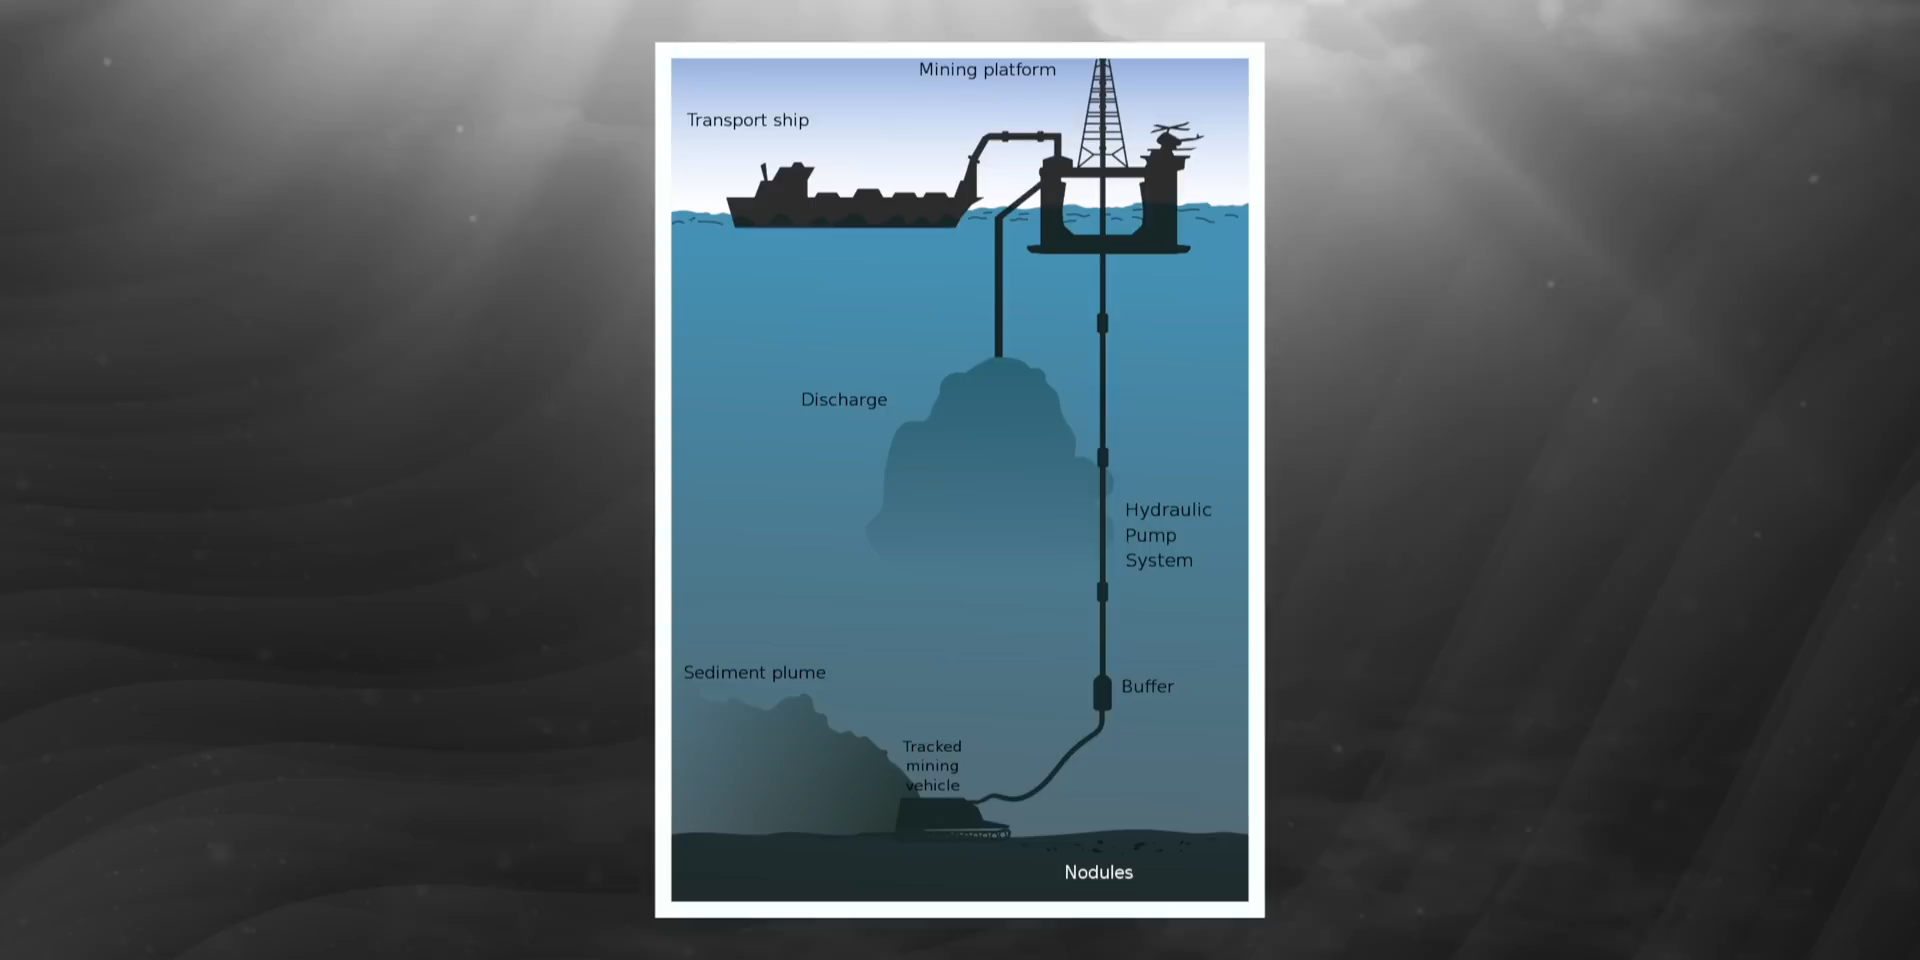 Mining platform
Transport ship
Discharge
Hydraulic
Pump
System
Sediment plume
Buffer
Tracked
mining
vehicle
Nodules